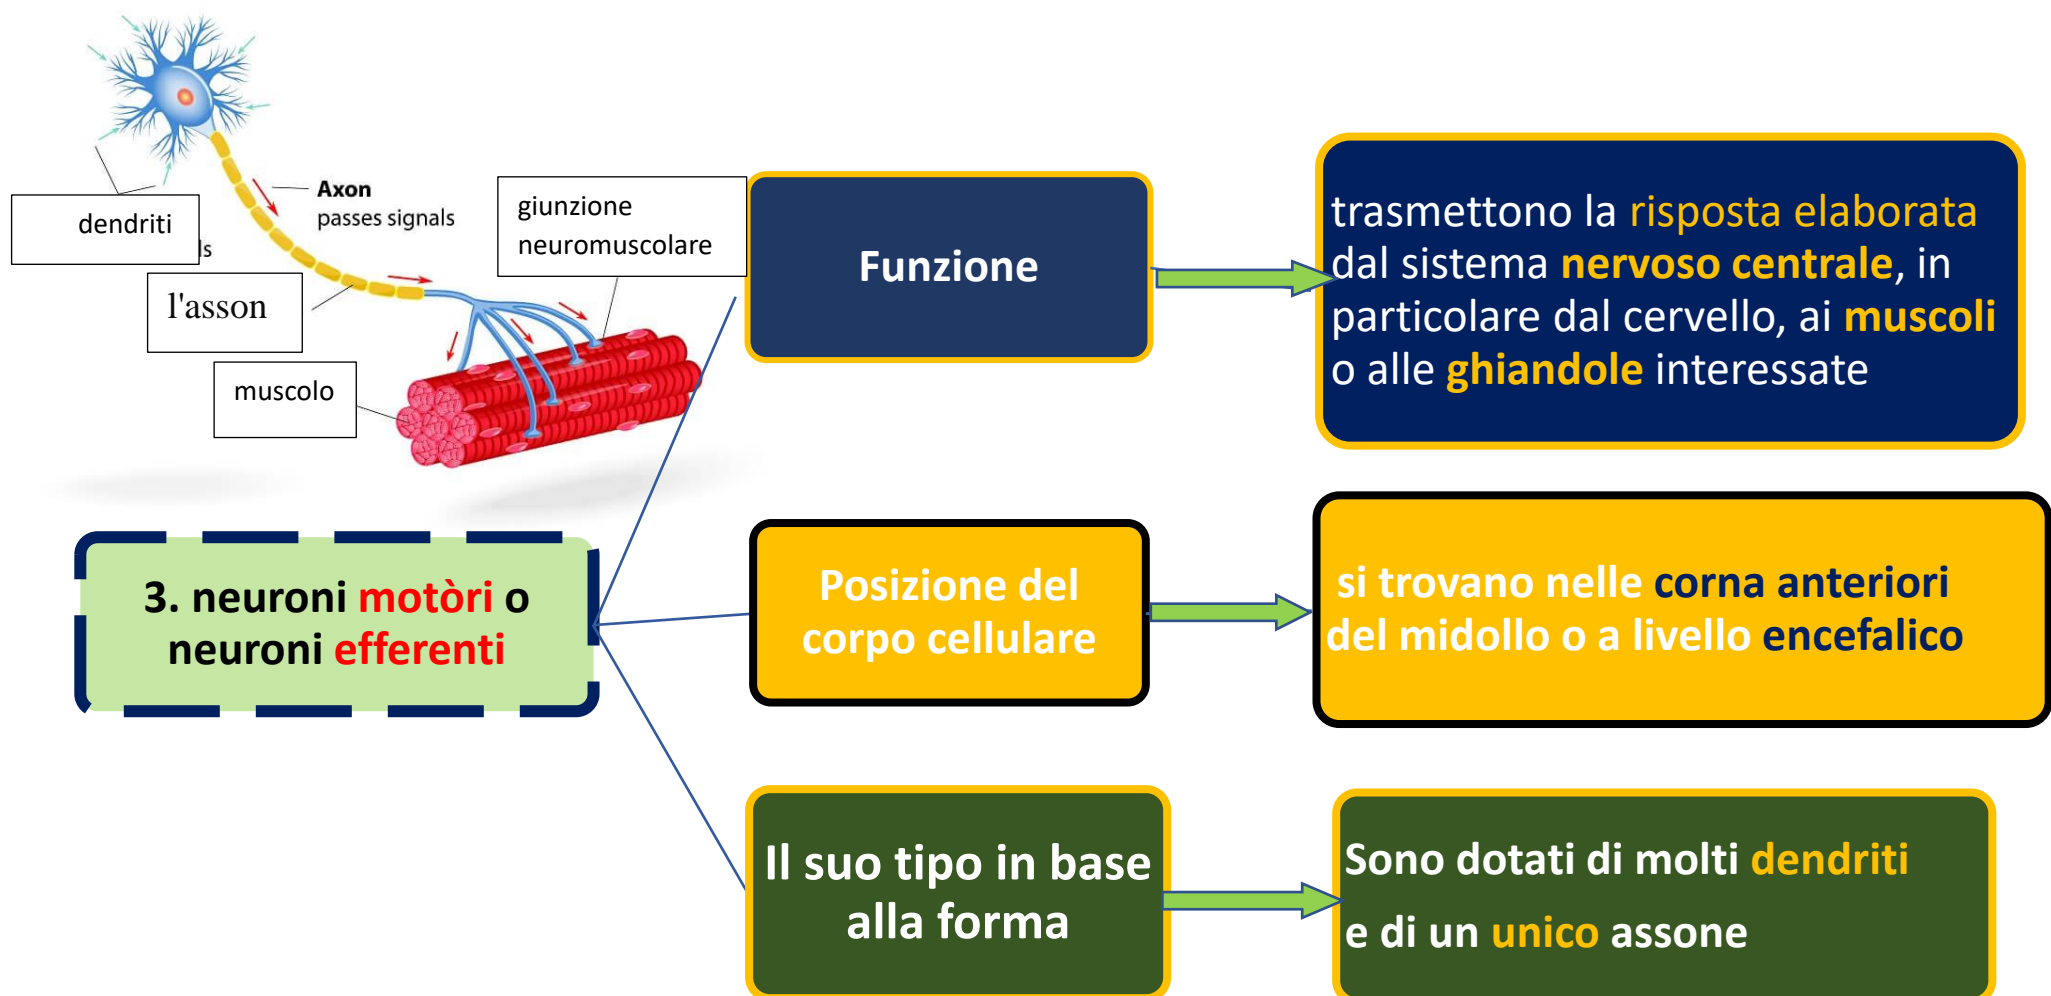 dendriti
ls
Axon
passes signals
l'asson
giunzione
neuromuscolare
muscolo
Funzione
trasmettono la risposta elaborata
dal sistema nervoso centrale, in
particolare dal cervello, ai muscoli
o alle ghiandole interessate
3. neuroni motòri o
neuroni efferenti
Posizione del
corpo cellulare
si trovano nelle corna anteriori
del midollo o a livello encefalico
Il suo tipo in base
alla forma
Sono dotati di molti dendriti
e di un unico assone